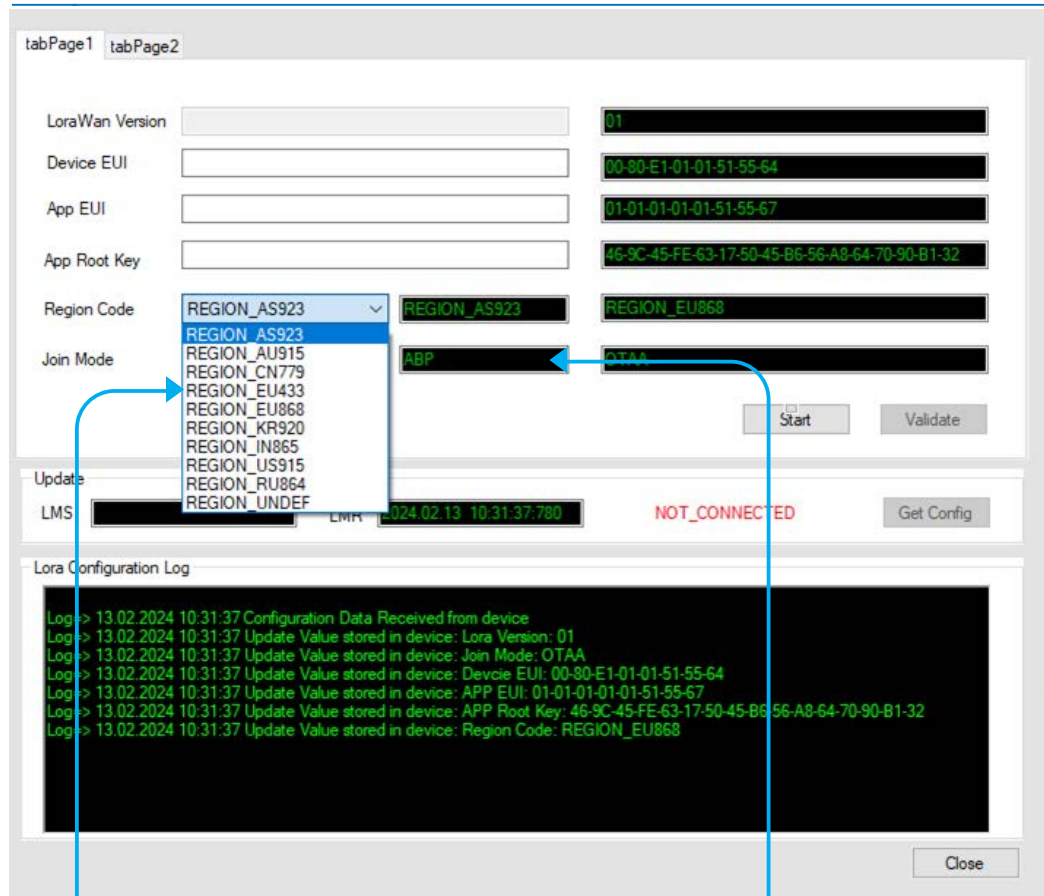 tabPage1 tabPage2
LoraWan Version 01
Device EUI 00-80-E1-01-01-51-55-64
App EUI 01-01-01-01-01-51-55-67
App Root Key 46-9C-45-FE-63-17-50-45-B6-56-A8-64-70-90-B1-32
Region Code REGION_AS923 REGION_AS923 REGION_EU868
REGION_AS923
REGION_AU915
Join Mode ABP OTAA
REGION_CN779
REGION_EU433
REGION_EU868
REGION_KR920
REGION_IN865
REGION_US915
REGION_RU864
REGION_UNDEF
Start Validate
Update
LMS LMR 2024.02.13 10:31:37:780 NOT_CONNECTED Get Config
Lora Configuration Log
Log=> 13.02.2024 10:31:37 Configuration Data Received from device
Log=> 13.02.2024 10:31:37 Update Value stored in device: Lora Version: 01
Log=> 13.02.2024 10:31:37 Update Value stored in device: Join Mode: OTAA
Log=> 13.02.2024 10:31:37 Update Value stored in device: Devcie EUI: 00-80-E1-01-01-51-55-64
Log=> 13.02.2024 10:31:37 Update Value stored in device: APP EUI: 01-01-01-01-01-51-55-67
Log=> 13.02.2024 10:31:37 Update Value stored in device: APP Root Key: 46-9C-45-FE-63-17-50-45-B6-56-A8-64-70-90-B1-32
Log=> 13.02.2024 10:31:37 Update Value stored in device: Region Code: REGION_EU868
Close